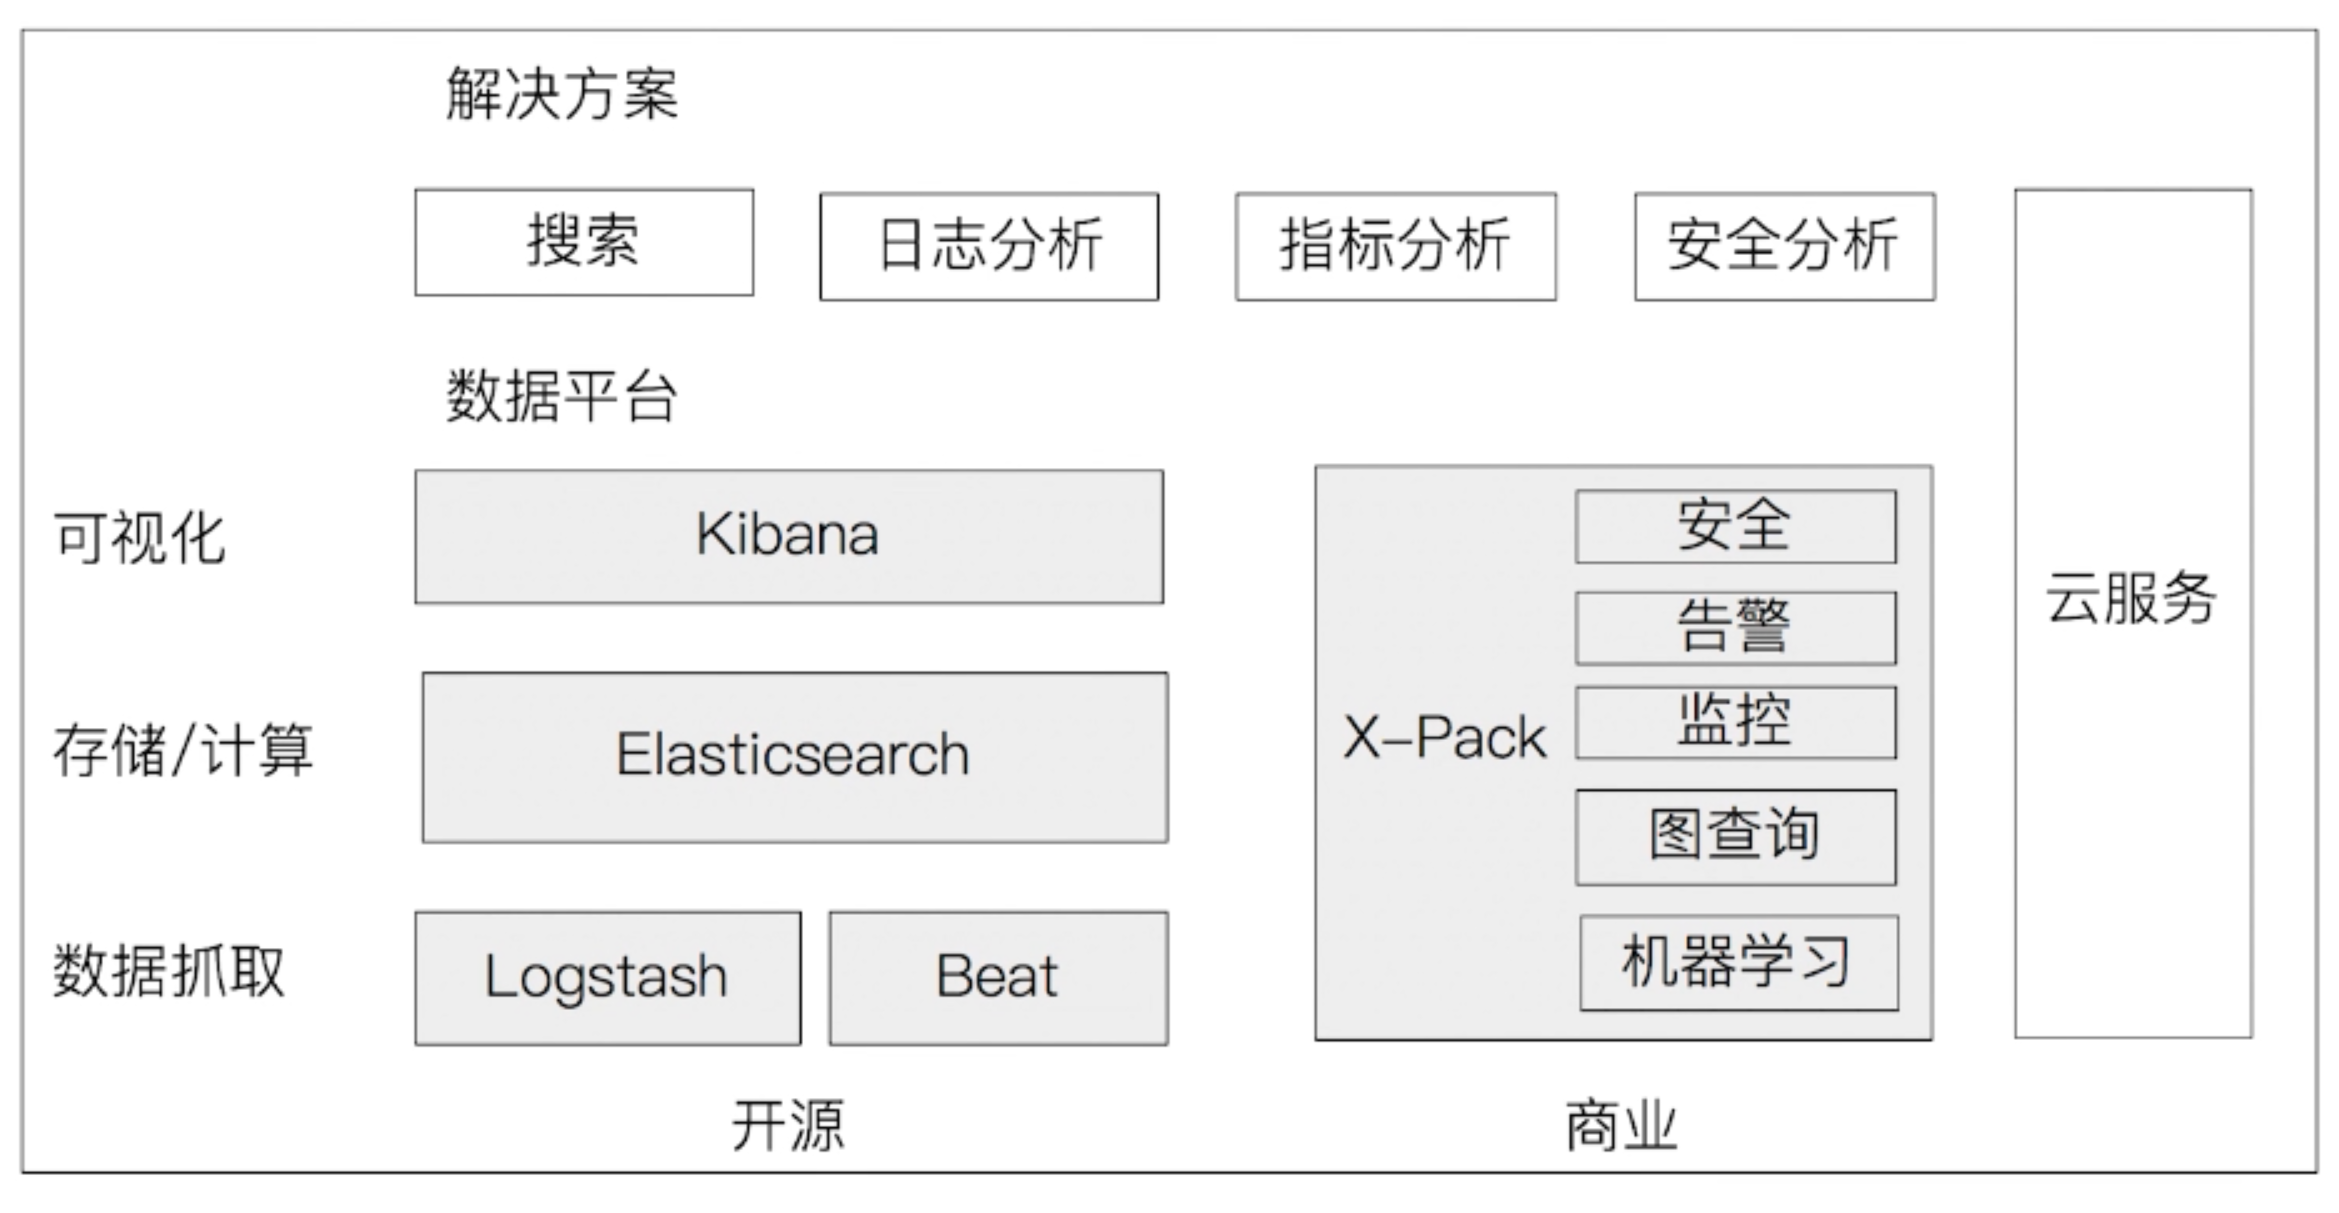 解决方案
搜索
日志分析
指标分析
安全分析
数据平台
可视化
Kibana
存储/计算
Elasticsearch
数据抓取
Logstash
Beat
X-Pack
安全
告警
监控
图查询
机器学习
云服务
开源
商业